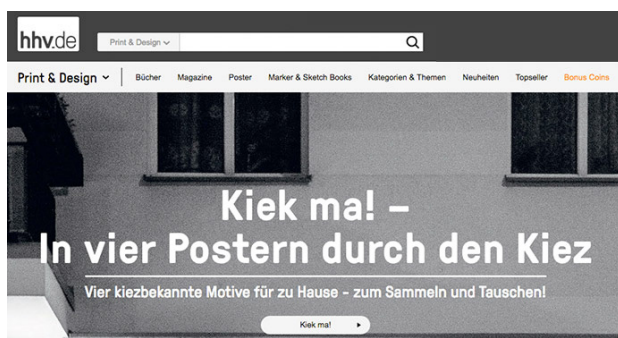 hhv.de
Print & Design
Print & Design Bücher Magazine Poster Marker & Sketch Books Kategorien & Themen Neuheiten Topseller Bonus Coins
Kiek ma! –
In vier Postern durch den Kiez
Vier kiezbekannte Motive für zu Hause – zum Sammeln und Tauschen!
Kiek ma!